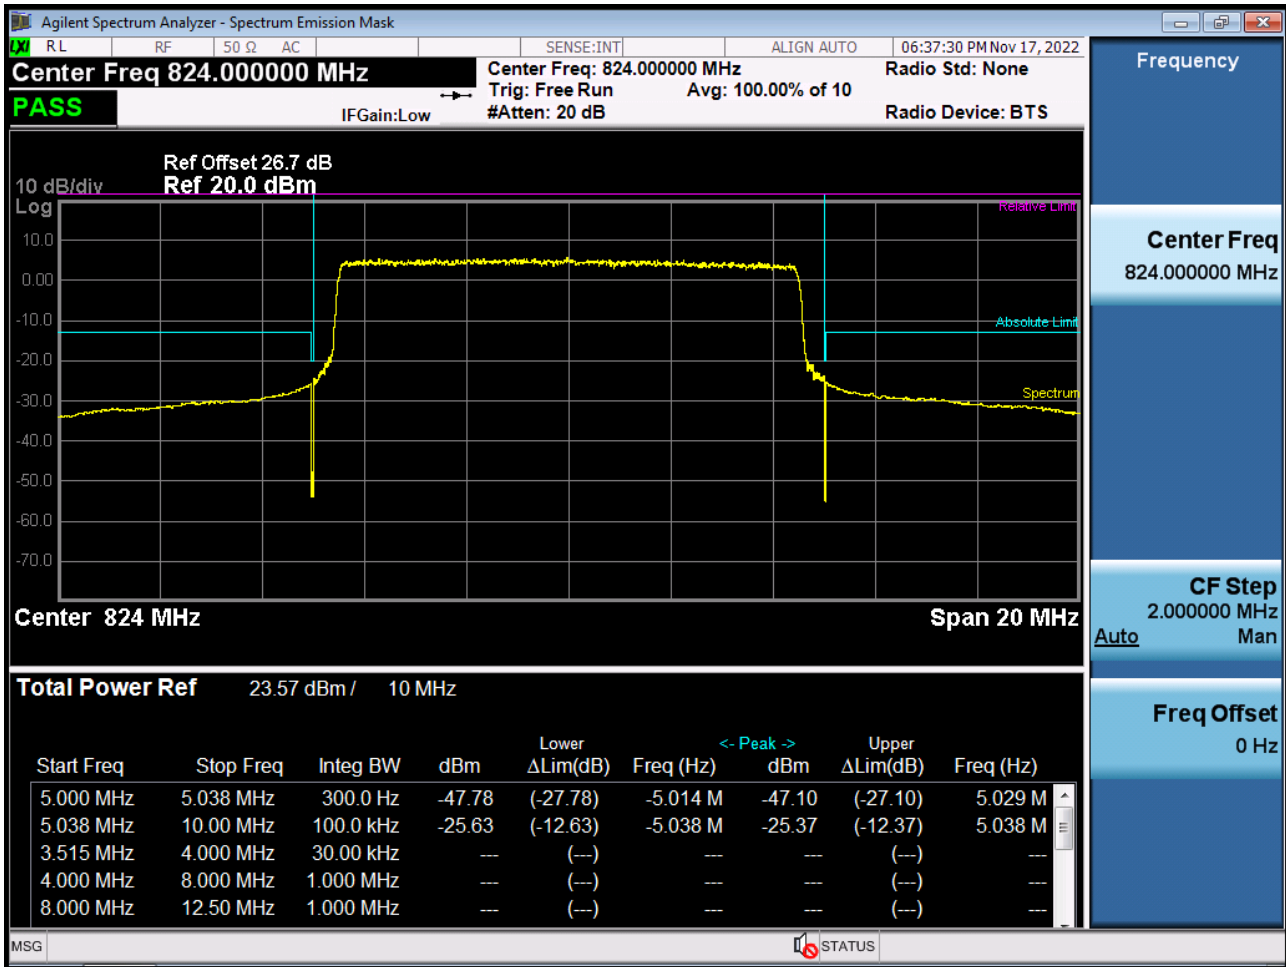 Agilent Spectrum Analyzer - Spectrum Emission Mask
LXI RL RF 50 Ω AC SENSE:INT ALIGN AUTO 06:37:30 PM Nov 17, 2022
Center Freq 824.000000 MHz
PASS
IFGain:Low
Center Freq: 824.000000 MHz
Trig: Free Run Avg: 100.00% of 10
#Atten: 20 dB
Radio Std: None
Radio Device: BTS
Ref Offset 26.7 dB
10 dB/div Ref 20.0 dBm
Log
Relative Limit
10.0
0.00
-10.0
Absolute Limit
-20.0
-30.0
Spectrum
-40.0
-50.0
-60.0
-70.0
Center 824 MHz Span 20 MHz
Total Power Ref 23.57 dBm / 10 MHz
Lower <- Peak -> Upper
Start Freq Stop Freq Integ BW dBm ΔLim(dB) Freq (Hz) dBm ΔLim(dB) Freq (Hz)
5.000 MHz 5.038 MHz 300.0 Hz -47.78 (-27.78) -5.014 M -47.10 (-27.10) 5.029 M
5.038 MHz 10.00 MHz 100.0 kHz -25.63 (-12.63) -5.038 M -25.37 (-12.37) 5.038 M
3.515 MHz 4.000 MHz 30.00 kHz --- (---) --- --- (---) ---
4.000 MHz 8.000 MHz 1.000 MHz --- (---) --- --- (---) ---
8.000 MHz 12.50 MHz 1.000 MHz --- (---) --- --- (---) ---
MSG STATUS
Frequency
Center Freq
824.000000 MHz
CF Step
2.000000 MHz
Auto Man
Freq Offset
0 Hz